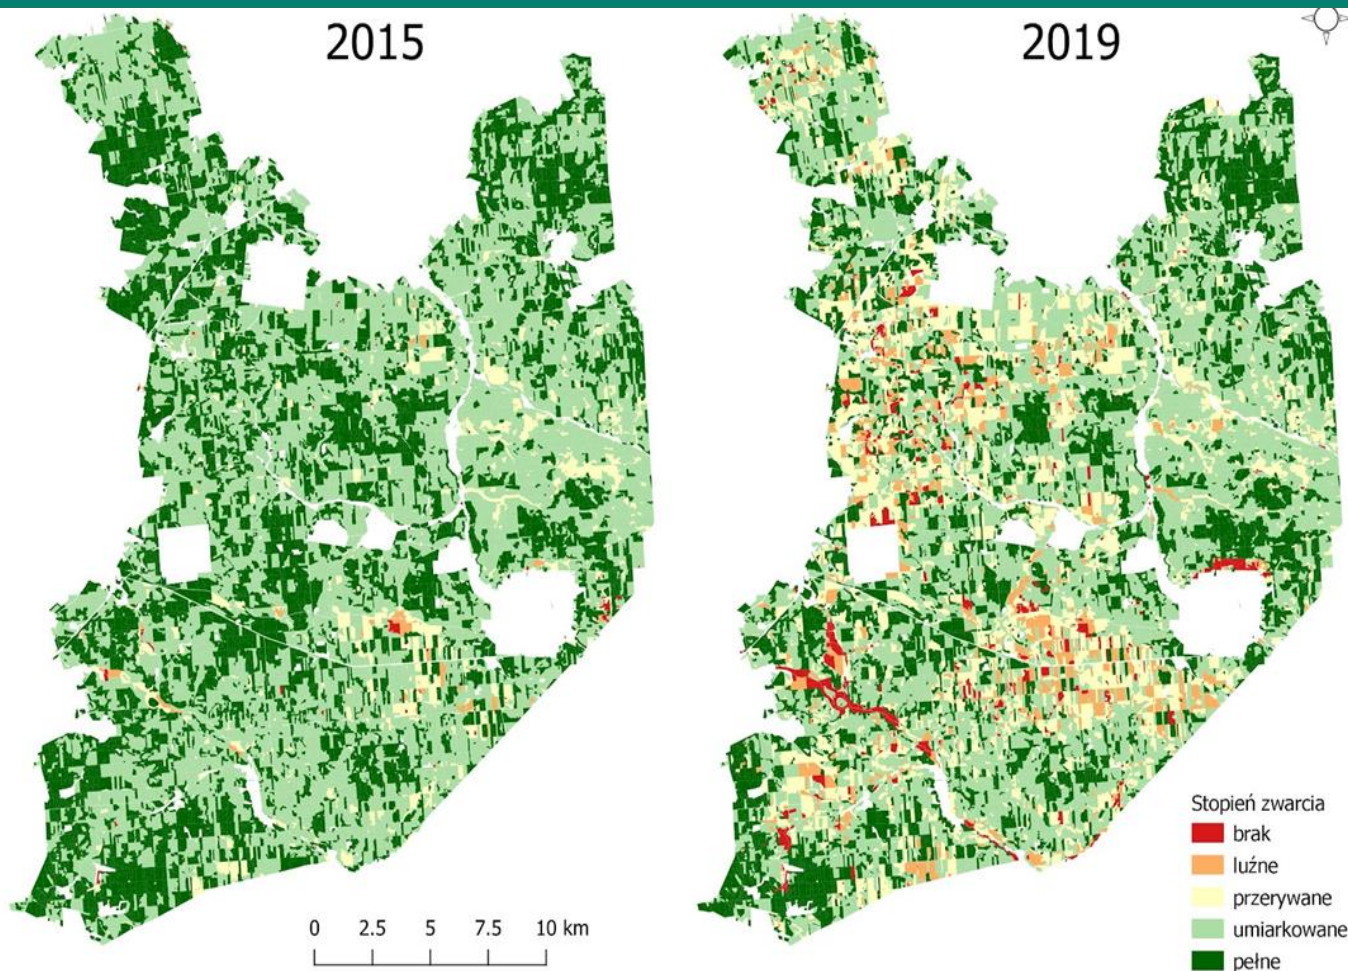 2015
2019
Stopień zwarcia
brak
luźne
przerywane
umiarkowane
pełne
0 2.5 5 7.5 10 km